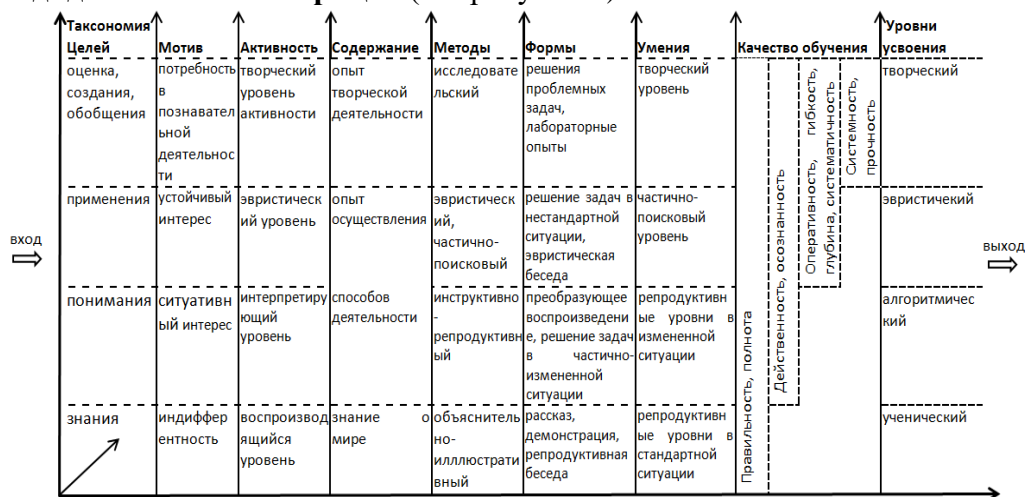 Таксономия
Целей
Мотив
Активность
Содержание
Методы
Формы
Умения
Качество обучения
Уровни
усвоения
оценка,
создания,
обобщения
потребность
в
познавател
ьной
деятельнос
ти
творческий
уровень
активности
опыт
творческой
деятельности
исследовате
льский
решения
проблемных
задач,
лабораторные
опыты
творческий
уровень
творческий
применения
устойчивый
интерес
эвристическ
ий уровень
опыт
осуществления
эвристическ
ий,
частично-
поисковый
решение задач в
нестандартной
ситуации,
эвристическая
беседа
частично-
поисковый
уровень
эвристичекий
вход
выход
понимания
ситуативн
ый интерес
интерпретиру
ющий
уровень
способов
деятельности
инструктивно
-
репродуктивн
ый
преобразующее
воспроизведени
е, решение задач
в частично-
измененной
ситуации
репродуктивн
ые уровни в
измененной
ситуации
алгоритмичес
кий
знания
индиффер
ентность
воспроизвод
ящийся
уровень
знание о
мире
объяснитель
но-
илллюстрати
вный
рассказ,
демонстрация,
репродуктивная
беседа
репродуктивн
ые уровни в
стандартной
ситуации
ученический
Правильность, полнота
Действенность, осознанность
Оперативность, гибкость,
глубина, систематичность
Системность,
прочность